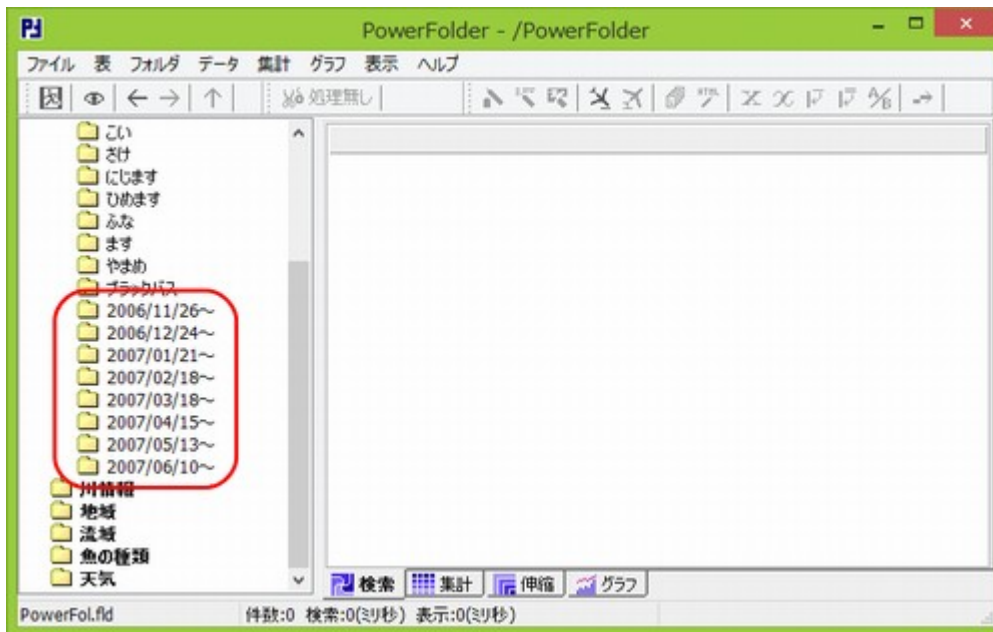 PowerFolder - /PowerFolder
ファイル 表 フォルダ データ 集計 グラフ 表示 ヘルプ
処理無し
こい
さけ
にじます
ひめます
ふな
ます
やまめ
ブラックバス
2006/11/26～
2006/12/24～
2007/01/21～
2007/02/18～
2007/03/18～
2007/04/15～
2007/05/13～
2007/06/10～
川情報
地域
流域
魚の種類
天気
検索 集計 伸縮 グラフ
PowerFol.fld 件数:0 検索:0(ミリ秒) 表示:0(ミリ秒)